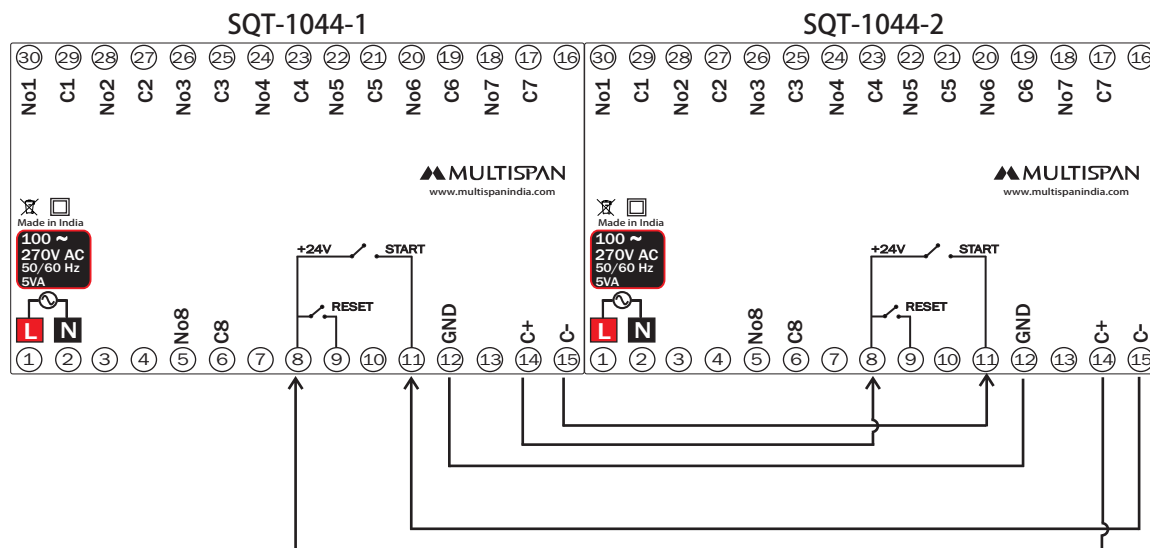 SQT-1044-1
SQT-1044-2
30 29 28 27 26 25 24 23 22 21 20 19 18 17 16
30 29 28 27 26 25 24 23 22 21 20 19 18 17 16
No1 C1 No2 C2 No3 C3 No4 C4 No5 C5 No6 C6 No7 C7
No1 C1 No2 C2 No3 C3 No4 C4 No5 C5 No6 C6 No7 C7
MULTISPAN
www.multispanindia.com
MULTISPAN
www.multispanindia.com
Made in India
100 ~
270V AC
50/60 Hz
5VA
L N
+24V START
RESET
No8 C8 GND C+ C-
1 2 3 4 5 6 7 8 9 10 11 12 13 14 15
Made in India
100 ~
270V AC
50/60 Hz
5VA
L N
+24V START
RESET
No8 C8 GND C+ C-
1 2 3 4 5 6 7 8 9 10 11 12 13 14 15